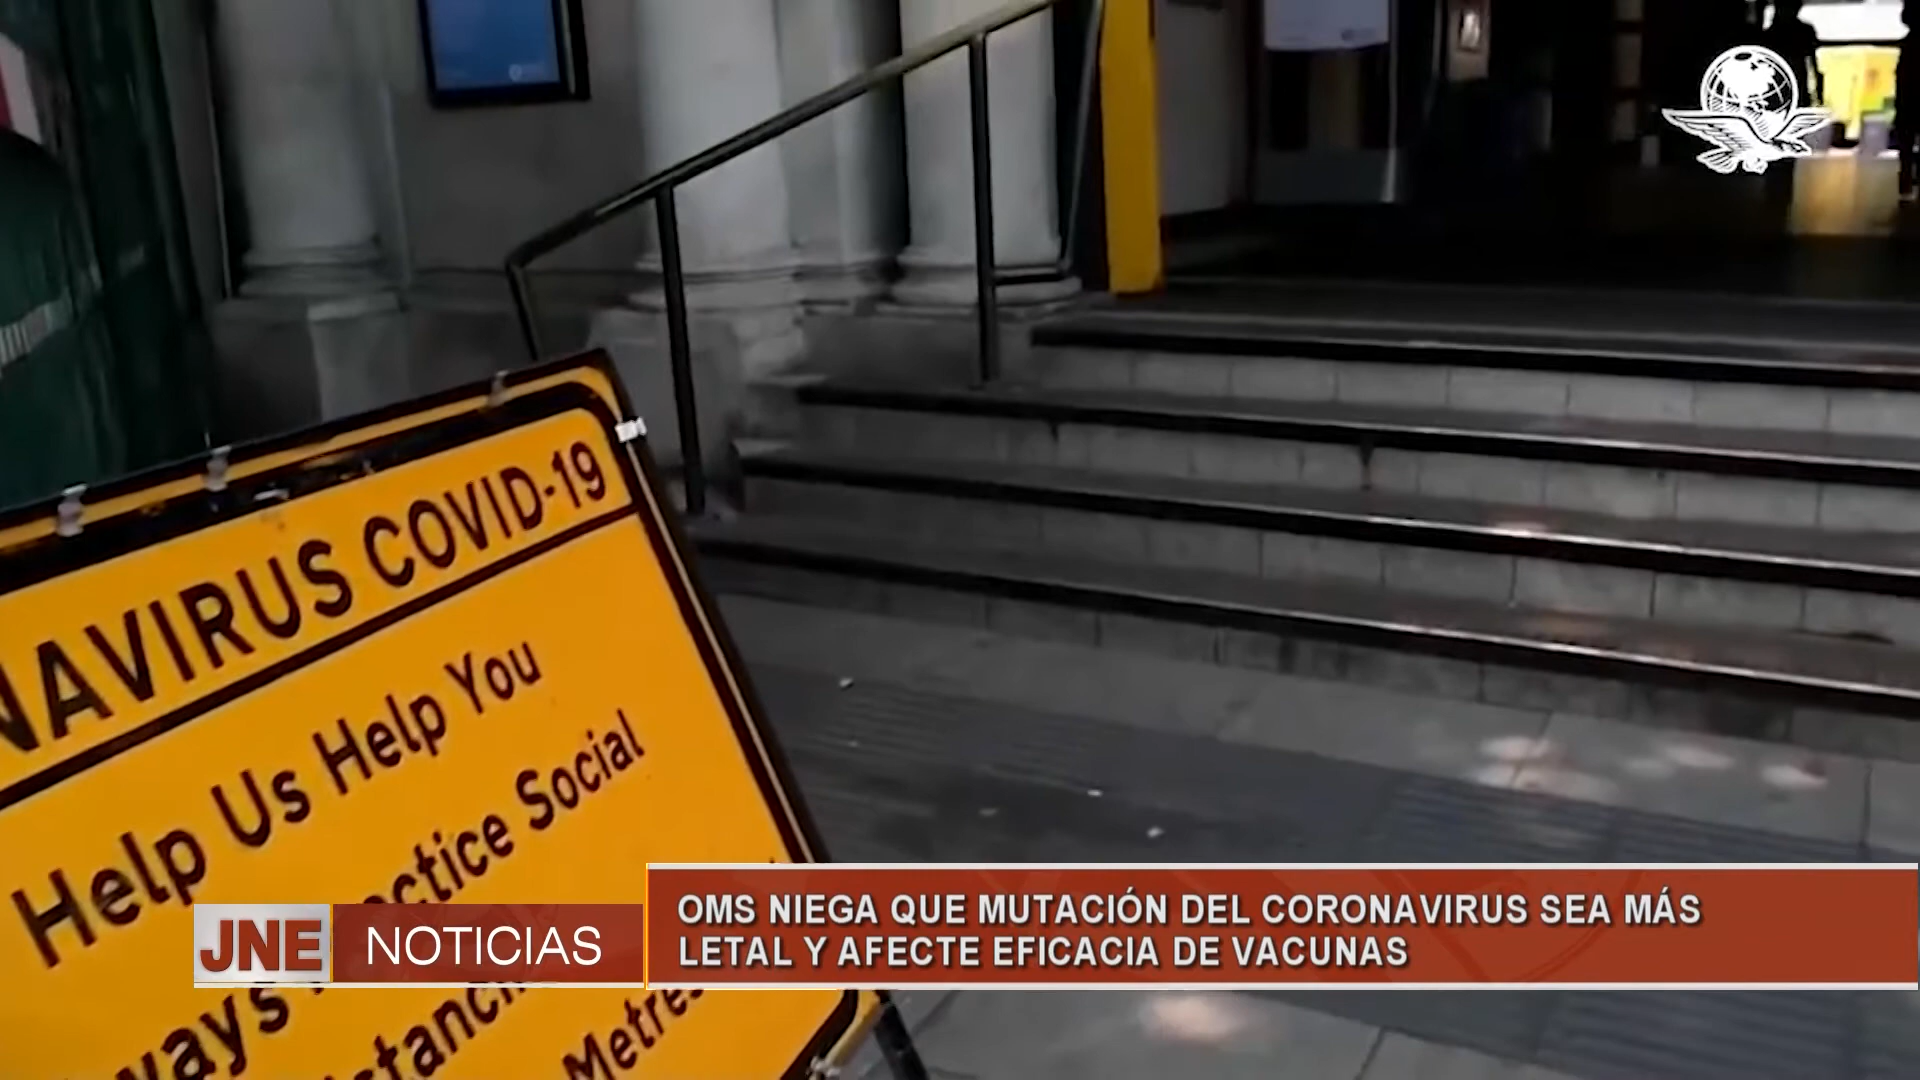 NAVIRUS COVID-19
Help Us Help You
Social
Metres
JNE NOTICIAS
OMS NIEGA QUE MUTACIÓN DEL CORONAVIRUS SEA MÁS
LETAL Y AFECTE EFICACIA DE VACUNAS